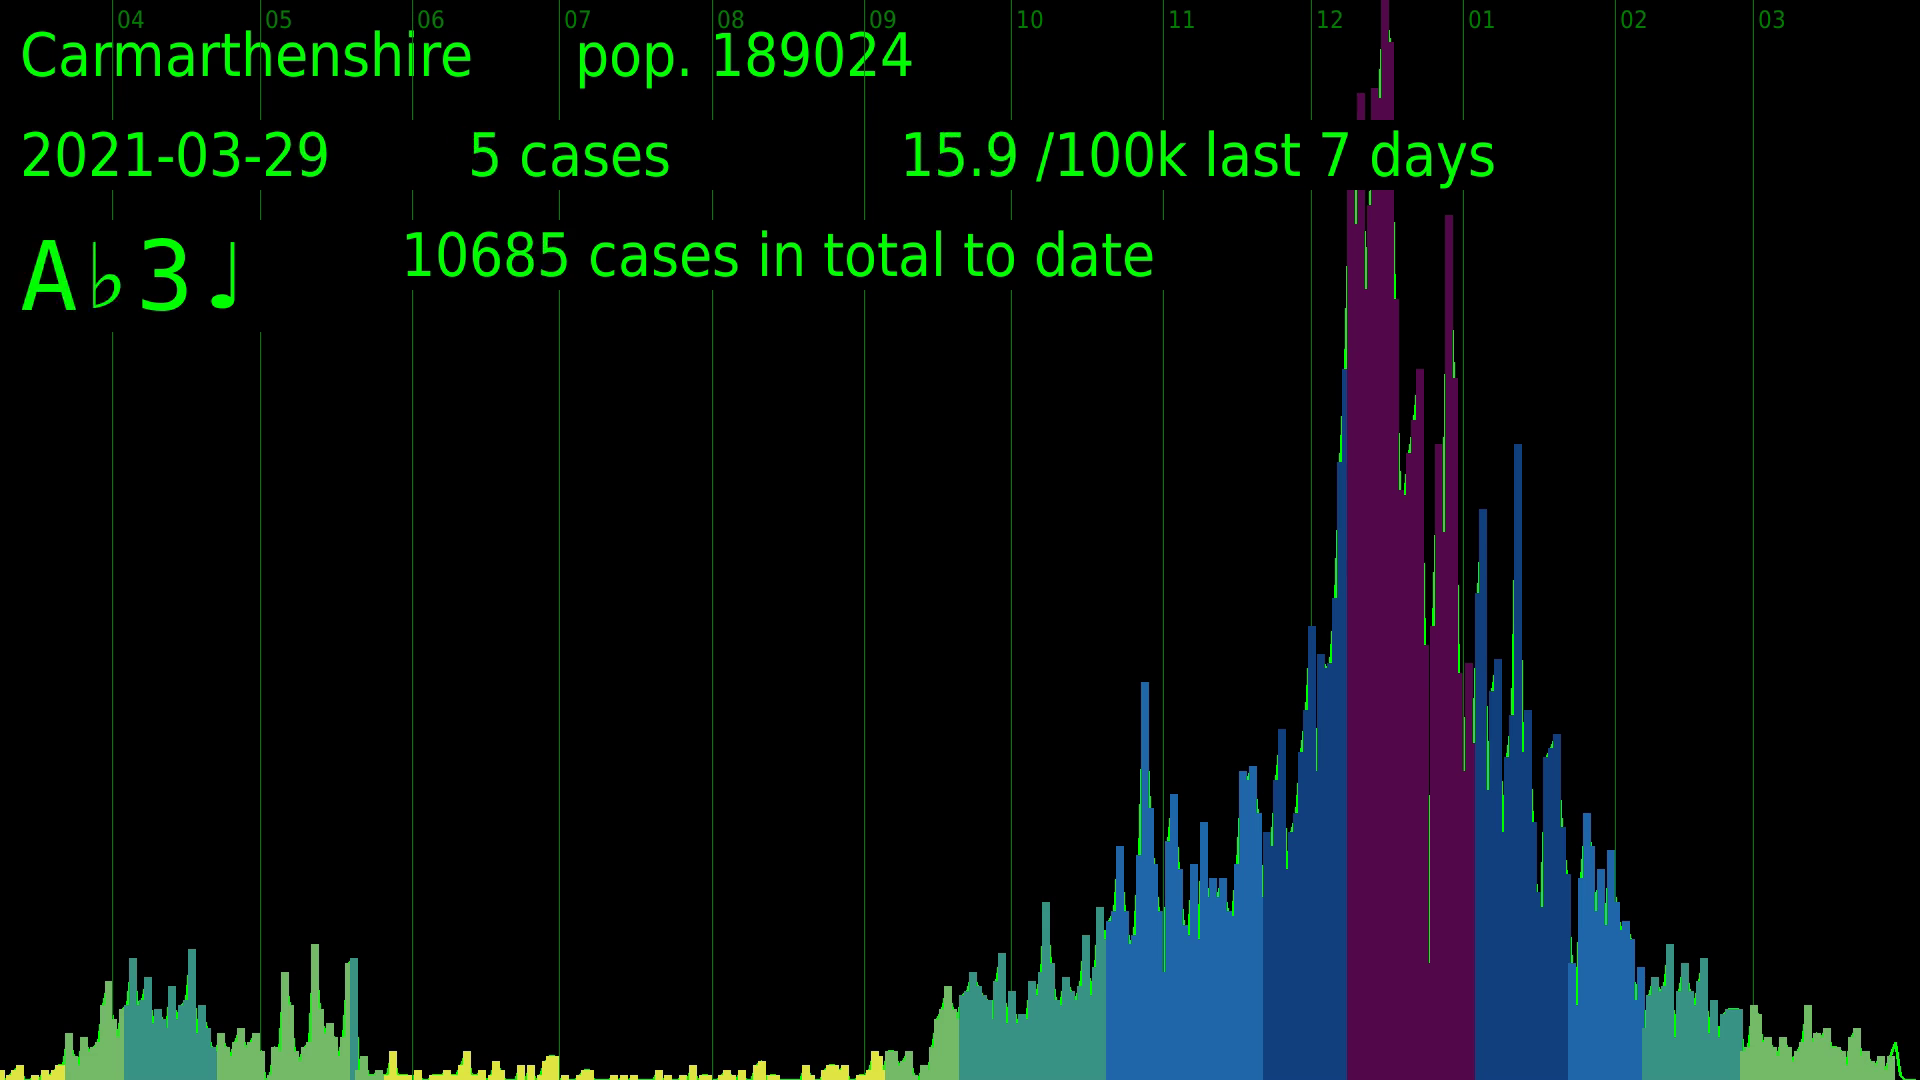 04 05 06 07 08 09 10 11 12 01 02 03
Carmarthenshire pop. 189024
2021-03-29 5 cases 15.9 /100k last 7 days
A♭3♩ 10685 cases in total to date